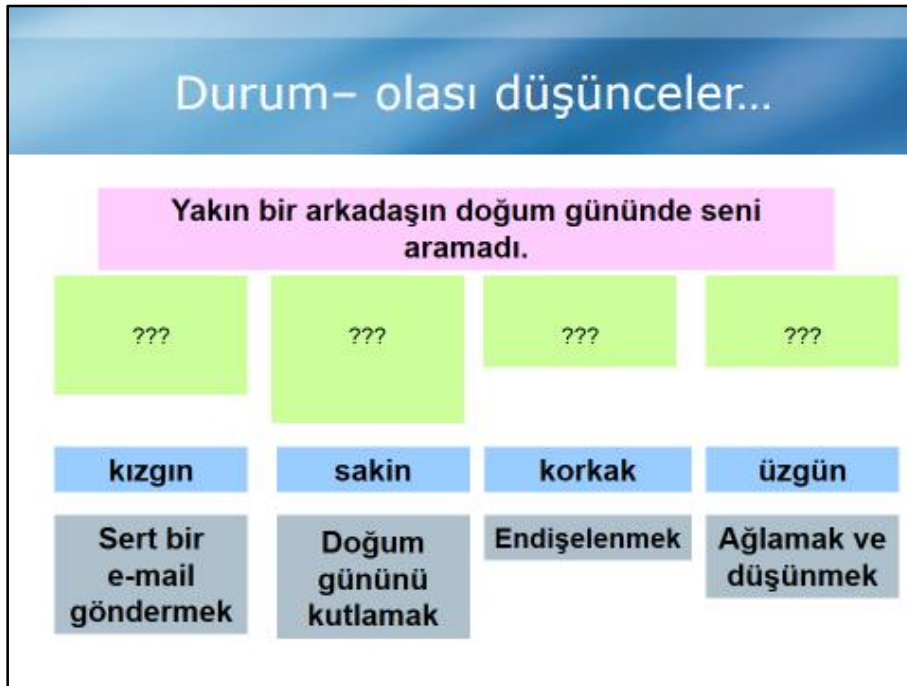 Durum– olası düşünceler...
Yakın bir arkadaşın doğum gününde seni
aramadı.
??? ??? ??? ???
kızgın sakin korkak üzgün
Sert bir
e-mail
göndermek
Doğum
gününü
kutlamak
Endişelenmek
Ağlamak ve
düşünmek